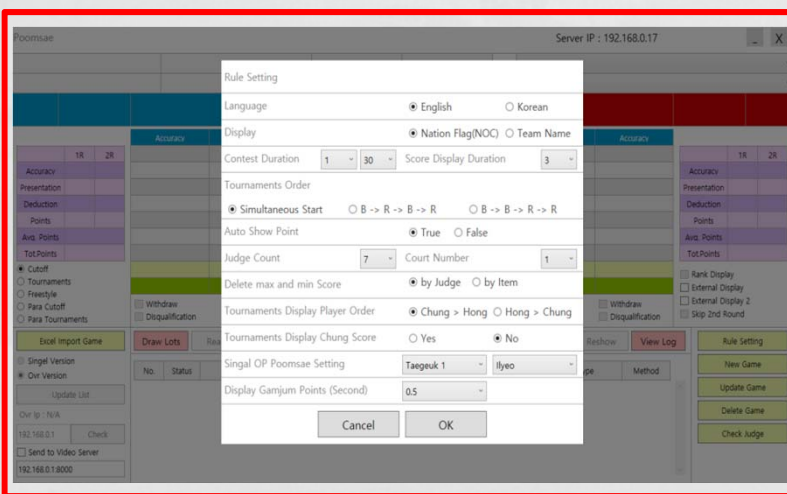 Poomsae Server IP : 192.168.0.17 _ X
Rule Setting
Language English Korean
Display Nation Flag(NOC) Team Name
Contest Duration 1 30 Score Display Duration 3
Tournaments Order
Simultaneous Start B -> R -> B -> R B -> B -> R -> R
Auto Show Point True False
Judge Count 7 Court Number 1
Delete max and min Score by Judge by Item
Tournaments Display Player Order Chung > Hong Hong > Chung
Tournaments Display Chung Score Yes No
Singal OP Poomsae Setting Taegeuk 1 Ilyeo
Display Gamjum Points (Second) 0.5
Cancel OK
Accuracy Accuracy
1R 2R
Accuracy
Presentation
Deduction
Points
Avg. Points
Tot.Points
Cutoff
Tournaments
Freestyle
Para Cutoff
Para Tournaments
Withdraw
Disqualification
Excel Import Game Draw Lots
Singel Version
Ovr Version
No. Status
Update List
Ovr Ip : N/A
192.168.0.1 Check
Send to Video Server
192.168.0.1:8000
1R 2R
Accuracy
Presentation
Deduction
Points
Avg. Points
Tot.Points
Withdraw
Disqualification
Rank Display
External Display
External Display 2
Skip 2nd Round
Reshow View Log Rule Setting
Method New Game
Update Game
Delete Game
Check Judge